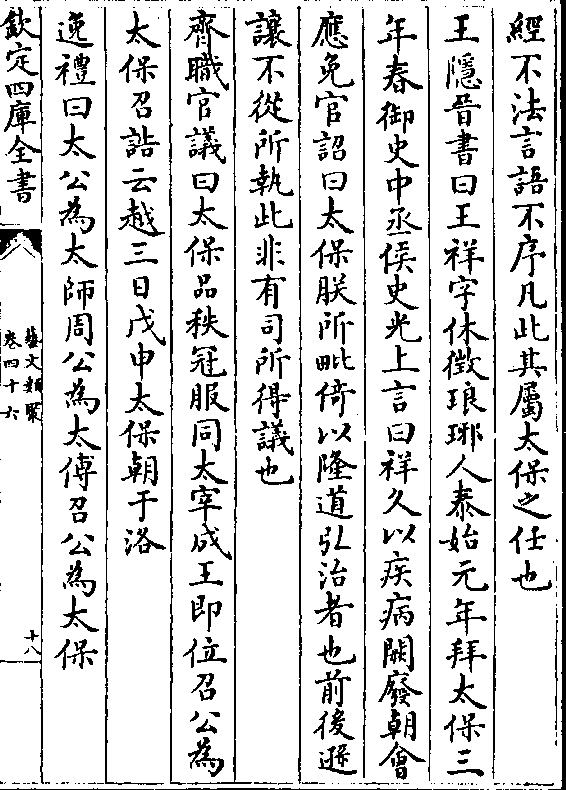 經不法言語不序凡此其屬太保之任也
王隱晉書曰王祥字休徴琅琊人泰始元年拜太保三
年春御史中丞侯史光上言曰祥久以疾病闕廢朝會
應免官詔曰太保朕所毗倚以隆道弘治者也前後遜
讓不從所執此非有司所得議也
齊職官議曰太保品秩冠服同太宰成王即位召公為
太保召誥云越三日戊申太保朝于洛
逸禮曰太公為太師周公為太傅召公為太保
欽定四庫全書
藝文類聚
卷四十六
十八